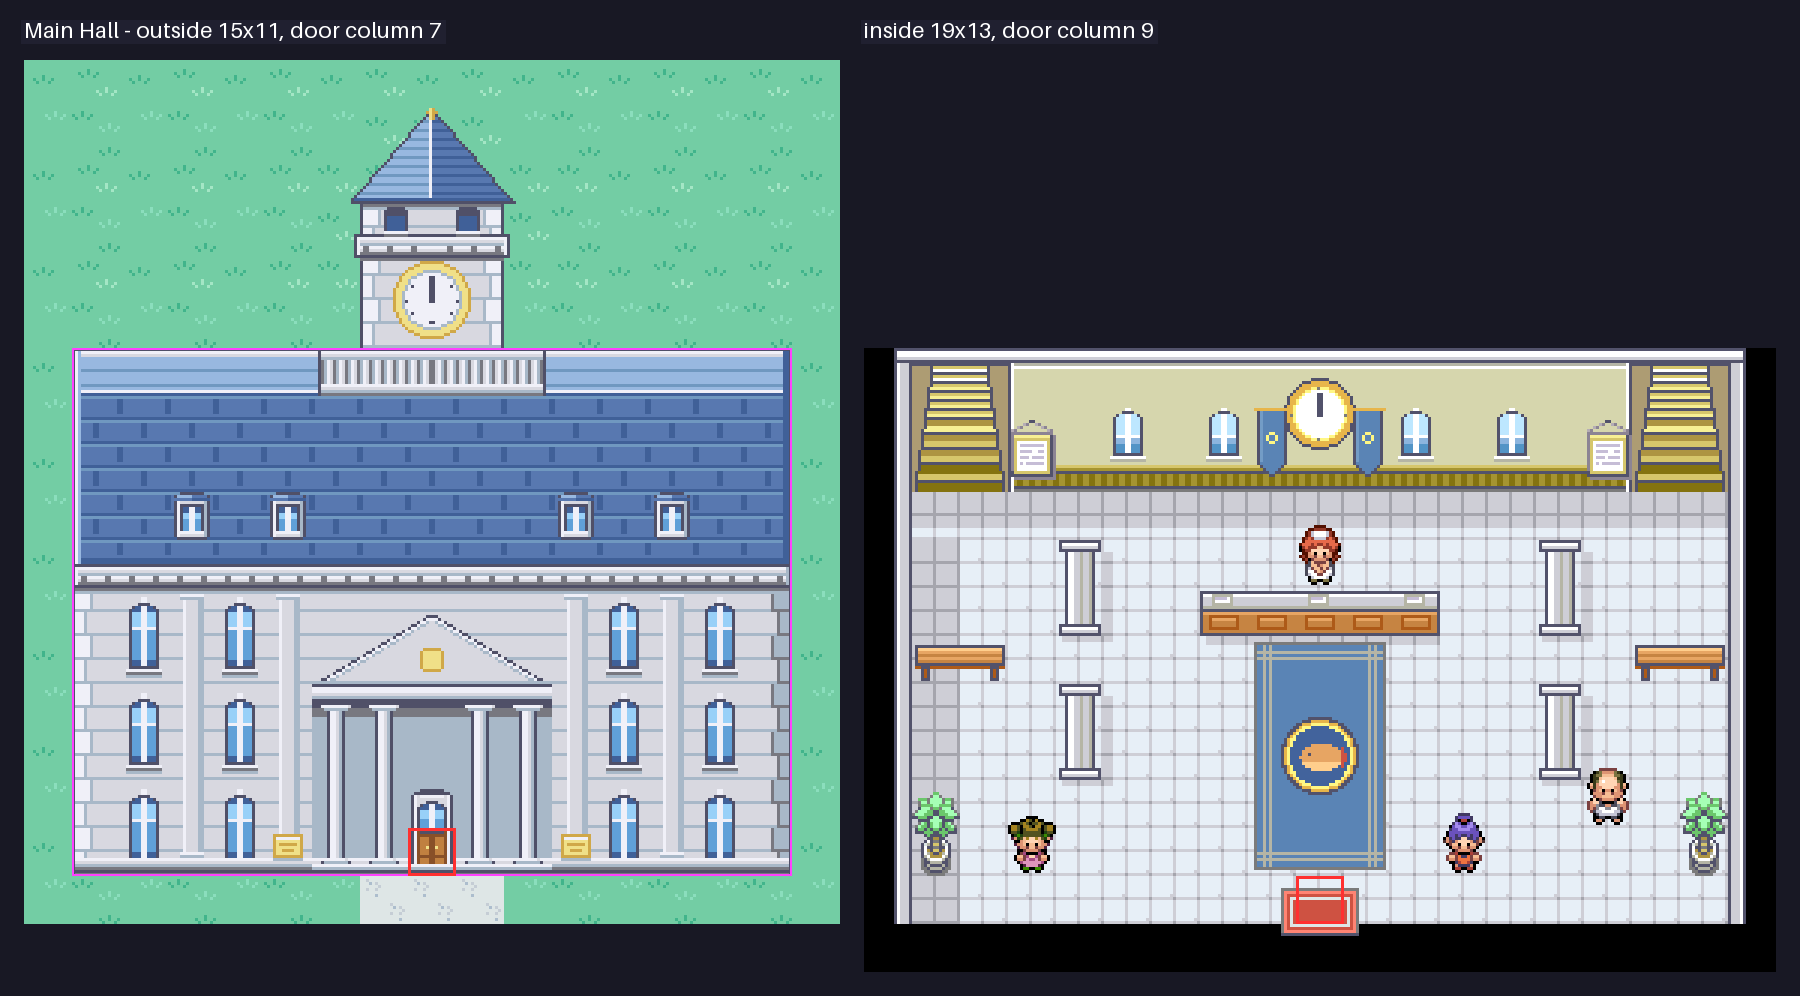 Main Hall - outside 15x11, door column 7
inside 19x13, door column 9